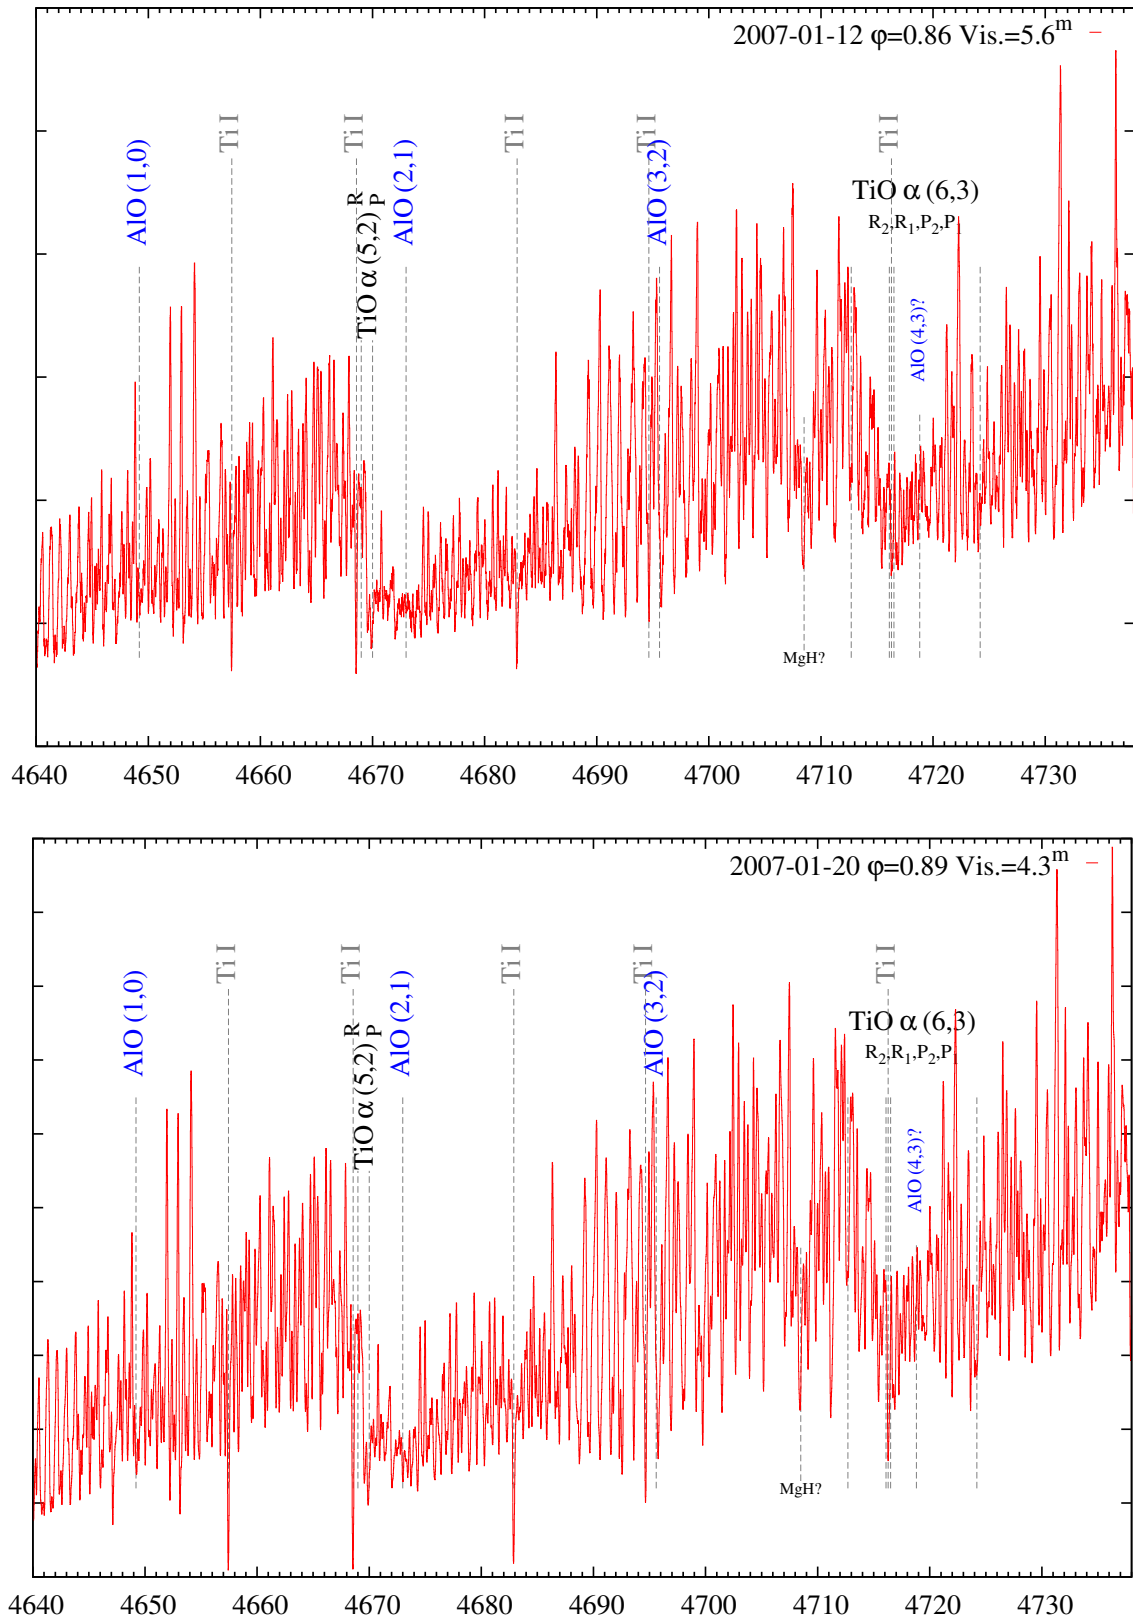 2007-01-12 φ=0.86 Vis.=5.6m
Ti I
Ti I
Ti I
Ti I
Ti I
AlO (1,0)
TiO α (5,2) R P
AlO (2,1)
AlO (3,2)
TiO α (6,3)
R2,R1,P2,P1
AlO (4,3)?
MgH?
4640 4650 4660 4670 4680 4690 4700 4710 4720 4730
2007-01-20 φ=0.89 Vis.=4.3m
Ti I
Ti I
Ti I
Ti I
Ti I
AlO (1,0)
TiO α (5,2) R P
AlO (2,1)
AlO (3,2)
TiO α (6,3)
R2,R1,P2,P1
AlO (4,3)?
MgH?
4640 4650 4660 4670 4680 4690 4700 4710 4720 4730